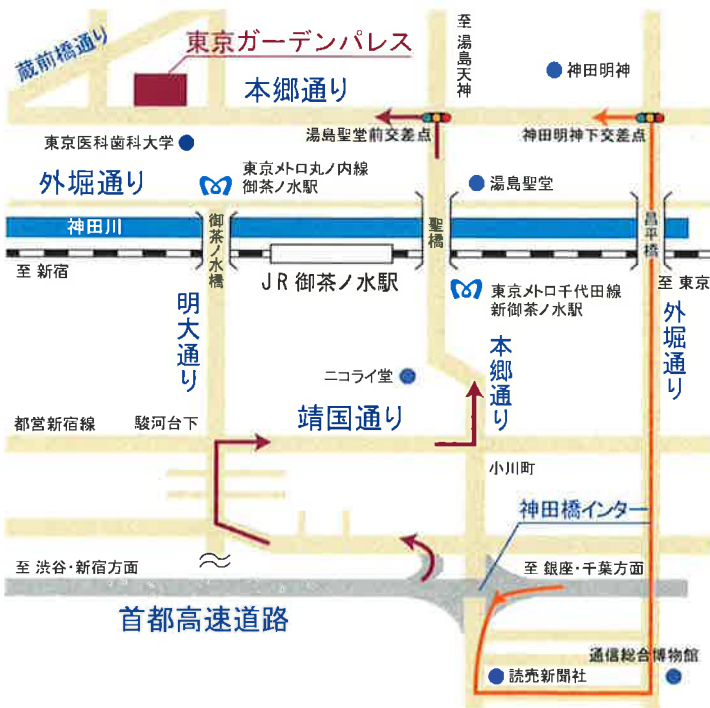 蔵前橋通り
東京ガーデンパレス
至 湯島天神
神田明神
本郷通り
湯島聖堂前交差点
神田明神下交差点
東京医科歯科大学
東京メトロ丸ノ内線
御茶ノ水駅
湯島聖堂
外堀通り
神田川
御茶ノ水橋
聖橋
昌平橋
至 新宿
JR 御茶ノ水駅
至 東京
東京メトロ千代田線
新御茶ノ水駅
明大通り
本郷通り
外堀通り
ニコライ堂
靖国通り
都営新宿線
駿河台下
小川町
神田橋インター
至 渋谷・新宿方面
至 銀座・千葉方面
首都高速道路
通信総合博物館
読売新聞社